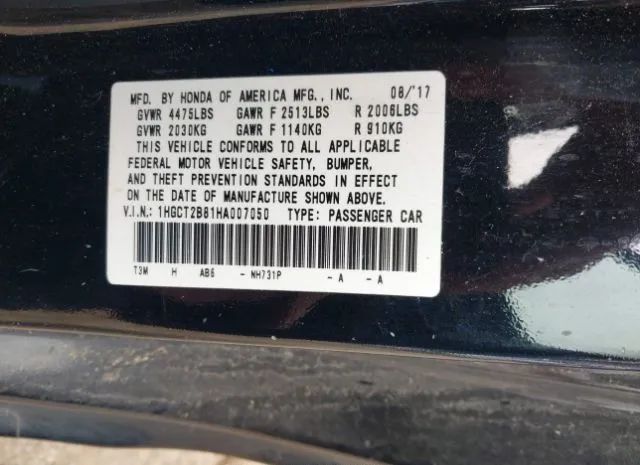 MFD. BY HONDA OF AMERICA MFG., INC. 08/'17
GVWR 4475LBS GAWR F 2513LBS R 2006LBS
GVWR 2030KG GAWR F 1140KG R 910KG
THIS VEHICLE CONFORMS TO ALL APPLICABLE
FEDERAL MOTOR VEHICLE SAFETY, BUMPER,
AND THEFT PREVENTION STANDARDS IN EFFECT
ON THE DATE OF MANUFACTURE SHOWN ABOVE.
V.I.N.: 1HGCT2B81HA007050 TYPE: PASSENGER CAR
T3M H AB6 - NH731P - A - A